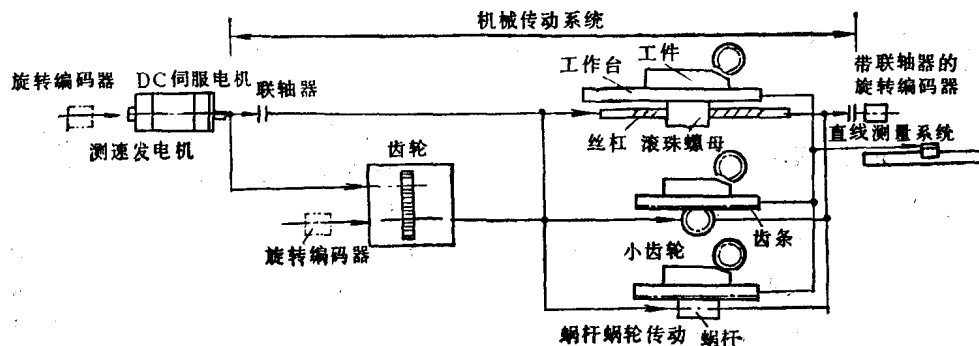 机械传动系统
旋转编码器
DC伺服电机
联轴器
测速发电机
工作台
工件
带联轴器的
旋转编码器
丝杠
滚珠螺母
直线测量系统
齿轮
旋转编码器
齿条
小齿轮
蜗杆蜗轮传动
蜗杆